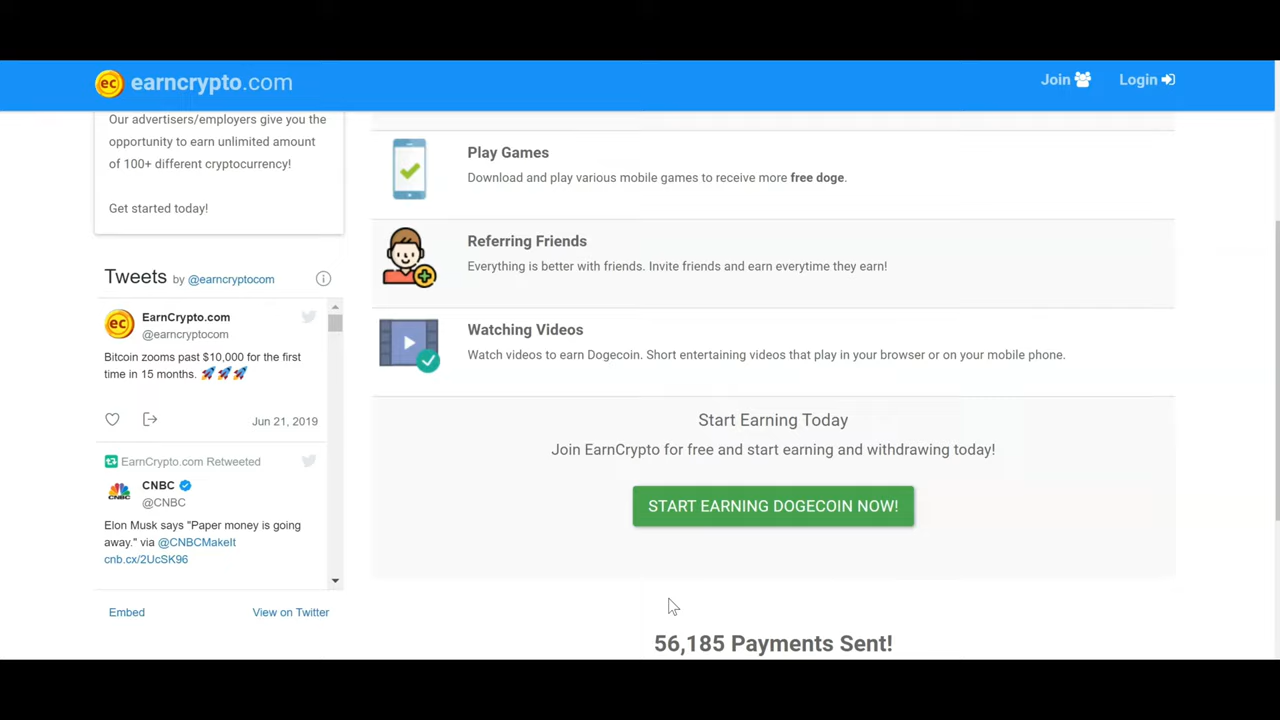 ec earncrypto.com
Join
Login
Our advertisers/employers give you the
opportunity to earn unlimited amount
of 100+ different cryptocurrency!
Get started today!
Tweets by @earncryptocom
ec
EarnCrypto.com
@earncryptocom
Bitcoin zooms past $10,000 for the first
time in 15 months. 🚀🚀🚀
Jun 21, 2019
EarnCrypto.com Retweeted
CNBC
@CNBC
Elon Musk says "Paper money is going
away." via @CNBCMakeIt
cnb.cx/2UcSK96
Embed
View on Twitter
Play Games
Download and play various mobile games to receive more free doge.
Referring Friends
Everything is better with friends. Invite friends and earn everytime they earn!
Watching Videos
Watch videos to earn Dogecoin. Short entertaining videos that play in your browser or on your mobile phone.
Start Earning Today
Join EarnCrypto for free and start earning and withdrawing today!
START EARNING DOGECOIN NOW!
56,185 Payments Sent!